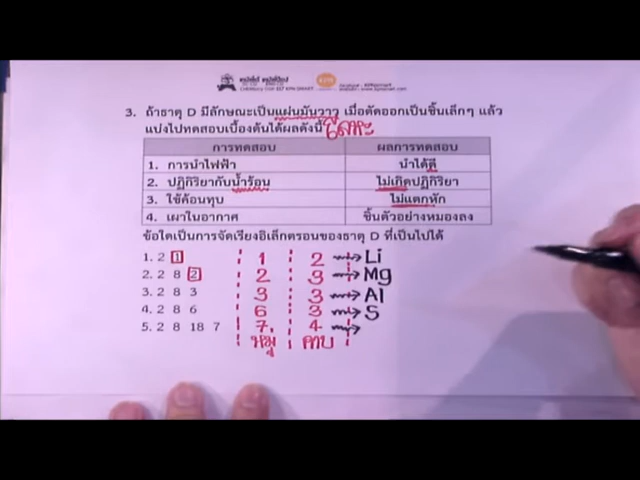 ครูพี่กี้ ครูพี่ป๊อป
KPM
3. ถ้าธาตุ D มีลักษณะเป็นแผ่นมันวาว เมื่อตัดออกเป็นชิ้นเล็กๆ แล้ว
แบ่งไปทดสอบเบื้องต้นได้ผลดังนี้ โลหะ
การทดสอบ ผลการทดสอบ
1. การนำไฟฟ้า นำได้ดี
2. ปฏิกิริยากับน้ำร้อน ไม่เกิดปฏิกิริยา
3. ใช้ค้อนทุบ ไม่แตกหัก
4. เผาในอากาศ ชิ้นตัวอย่างหมองลง
ข้อใดเป็นการจัดเรียงอิเล็กตรอนของธาตุ D ที่เป็นไปได้
1. 2 1 1 2 Li
2. 2 8 2 2 3 Mg
3. 2 8 3 3 3 Al
4. 2 8 6 6 3 S
5. 2 8 18 7 7 4
หมู่ คาบ